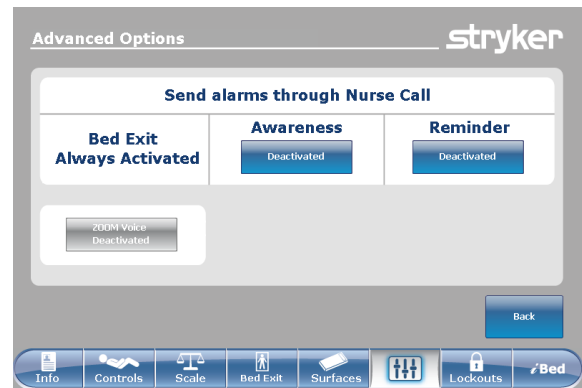 Advanced Options
stryker
Send alarms through Nurse Call
Bed Exit
Always Activated
Awareness
Deactivated
Reminder
Deactivated
ZOOM Voice
Deactivated
Back
Info
Controls
Scale
Bed Exit
Surfaces
Lockouts
iBed